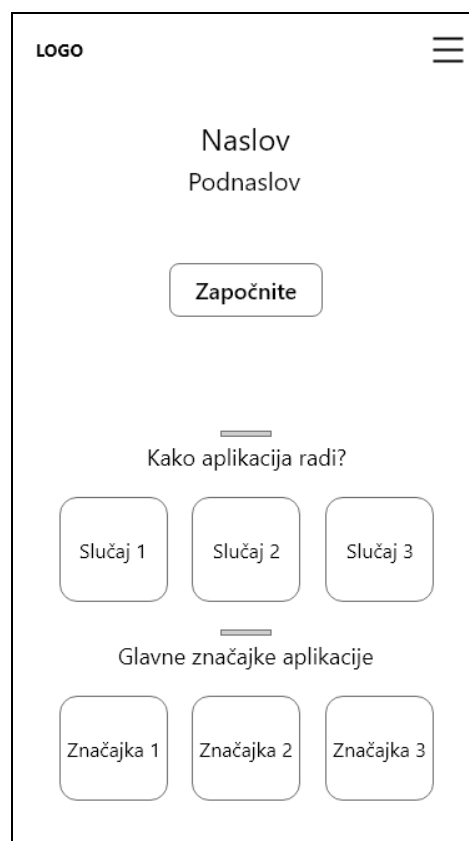 LOGO
Naslov
Podnaslov
Započnite
Kako aplikacija radi?
Slučaj 1 Slučaj 2 Slučaj 3
Glavne značajke aplikacije
Značajka 1 Značajka 2 Značajka 3